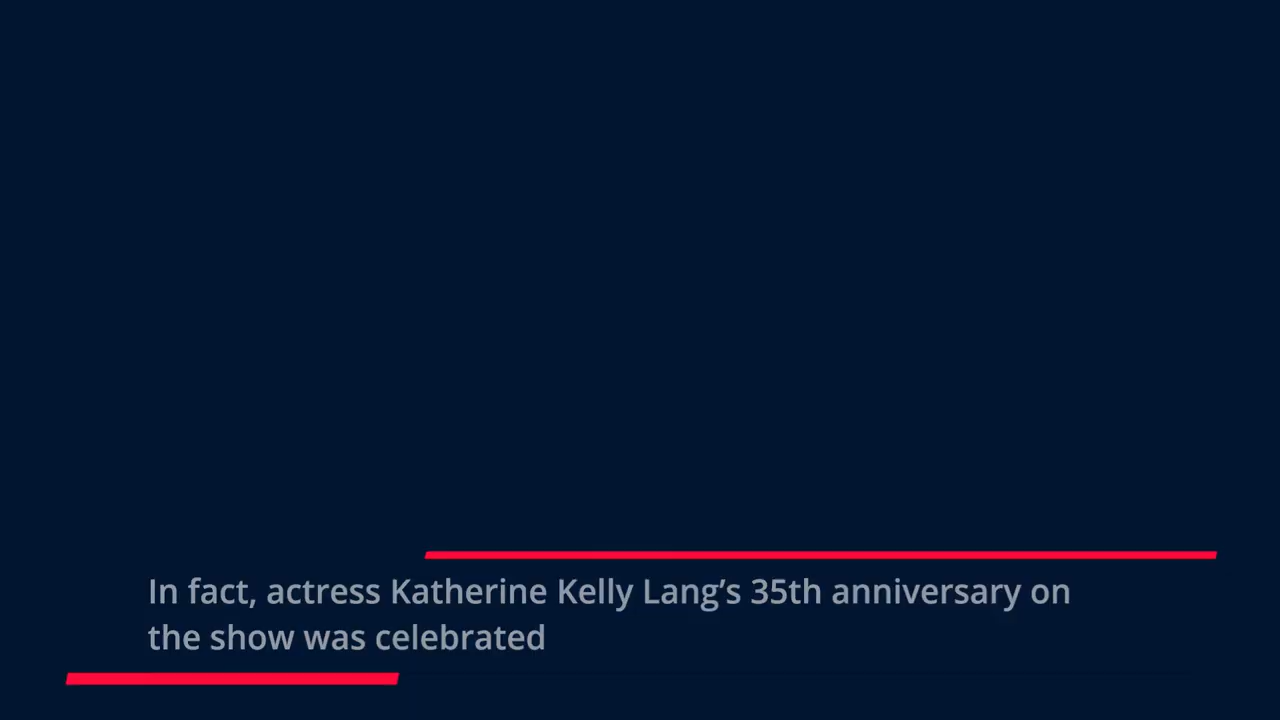 In fact, actress Katherine Kelly Lang’s 35th anniversary on
the show was celebrated